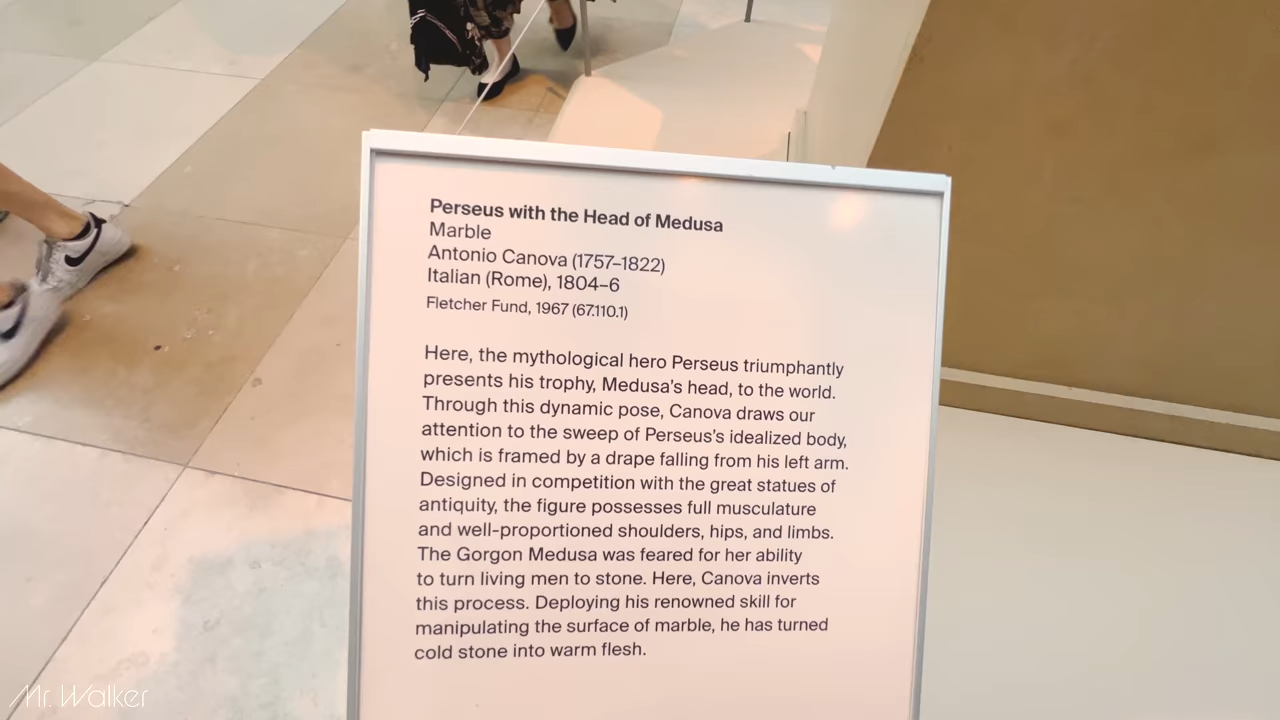 Perseus with the Head of Medusa
Marble
Antonio Canova (1757–1822)
Italian (Rome), 1804–6
Fletcher Fund, 1967 (67.110.1)
Here, the mythological hero Perseus triumphantly
presents his trophy, Medusa's head, to the world.
Through this dynamic pose, Canova draws our
attention to the sweep of Perseus's idealized body,
which is framed by a drape falling from his left arm.
Designed in competition with the great statues of
antiquity, the figure possesses full musculature
and well-proportioned shoulders, hips, and limbs.
The Gorgon Medusa was feared for her ability
to turn living men to stone. Here, Canova inverts
this process. Deploying his renowned skill for
manipulating the surface of marble, he has turned
cold stone into warm flesh.
Mr. Walker